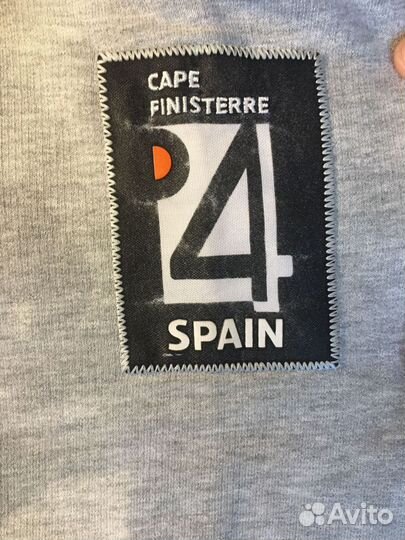 CAPE
FINISTERRE
4
SPAIN
Avito